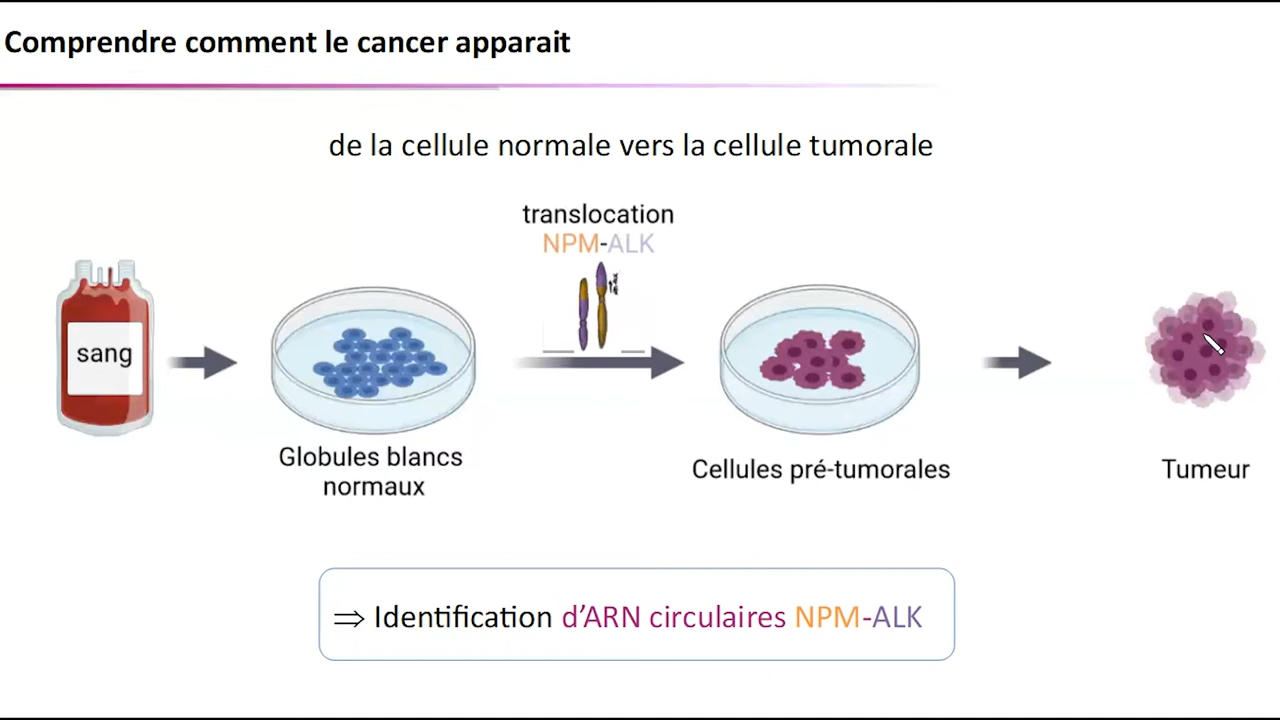 Comprendre comment le cancer apparait
de la cellule normale vers la cellule tumorale
translocation
NPM-ALK
sang
Globules blancs
normaux
Cellules pré-tumorales
Tumeur
⇒ Identification d’ARN circulaires NPM-ALK